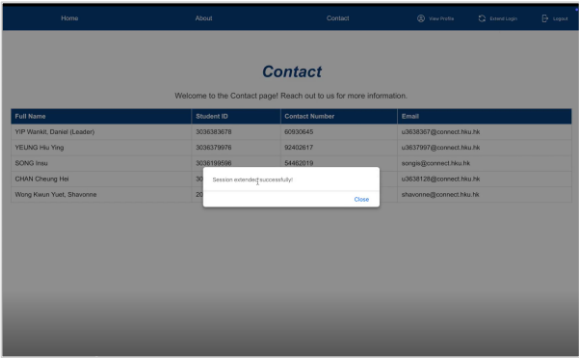 Home About Contact View Profile Extend Login Logout
Contact
Welcome to the Contact page! Reach out to us for more information.
Full Name Student ID Contact Number Email
YIP Wankit, Daniel (Leader) 3036383678 60930645 u3638367@connect.hku.hk
YEUNG Hiu Ying 3036379976 92402617 u3637997@connect.hku.hk
SONG Insu 3036199596 54462019 songis@connect.hku.hk
CHAN Cheung Hei 30 u3638128@connect.hku.hk
Wong Kwun Yuet, Shavonne 20 shavonne@connect.hku.hk
Session extended successfully!
Close